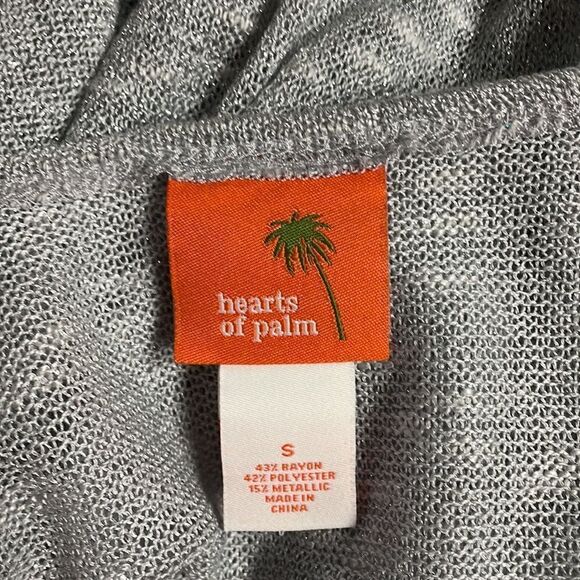 hearts
of palm
S
43% RAYON
42% POLYESTER
15% METALLIC
MADE IN
CHINA